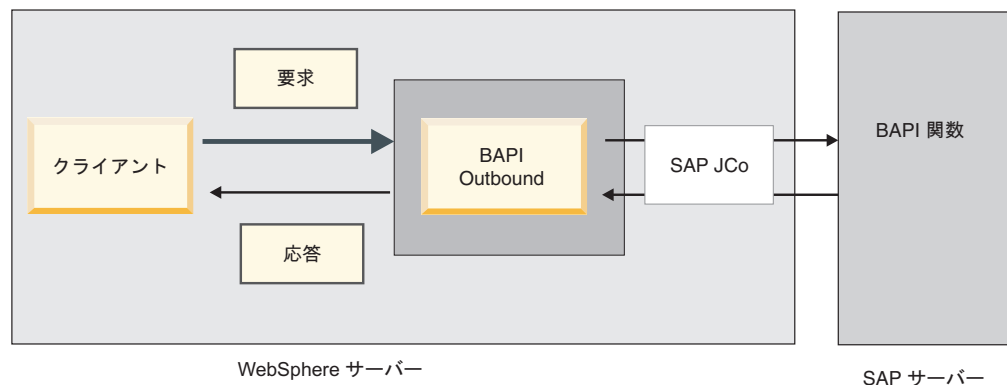 要求
クライアント
BAPI
Outbound
SAP JCo
BAPI 関数
応答
WebSphere サーバー
SAP サーバー